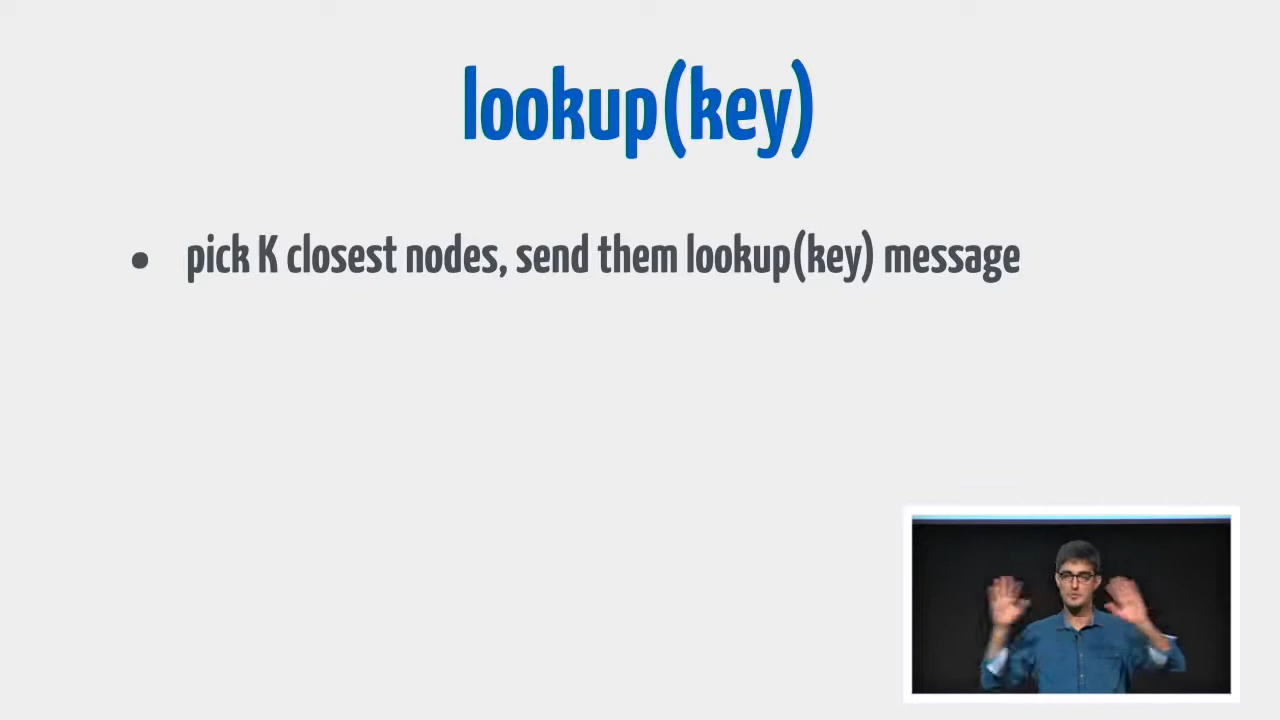 lookup(key)
• pick K closest nodes, send them lookup(key) message